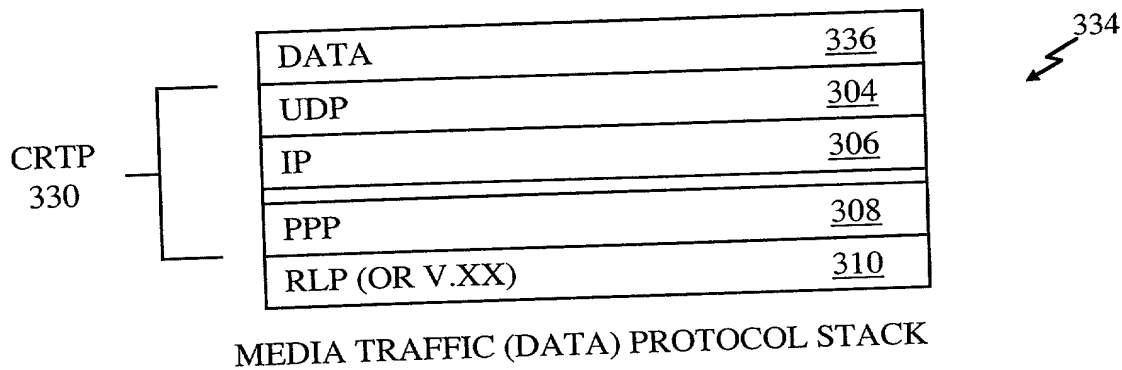 334
DATA 336
UDP 304
IP 306
CRTP
330
PPP 308
RLP (OR V.XX) 310
MEDIA TRAFFIC (DATA) PROTOCOL STACK